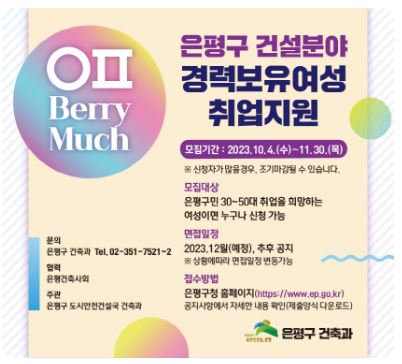 Berry
Much
은평구 건설분야
경력보유여성
취업지원
모집기간 : 2023.10.4.(수)~11.30.(목)
※ 신청자가 많을경우, 조기마감될 수 있습니다.
모집대상
은평구민 30~50대 취업을 희망하는
여성이면 누구나 신청 가능
면접일정
2023.12월(예정), 추후 공지
※ 상황에따라 면접일정 변동가능
접수방법
은평구청 홈페이지(https://www.ep.go.kr)
공지사항에서 자세한 내용 확인(제출양식 다운로드)
문의
은평구 건축과 Tel. 02-351-7521~2
협력
은평건축사회
주관
은평구 도시안전건설국 건축과
은평구 건축과